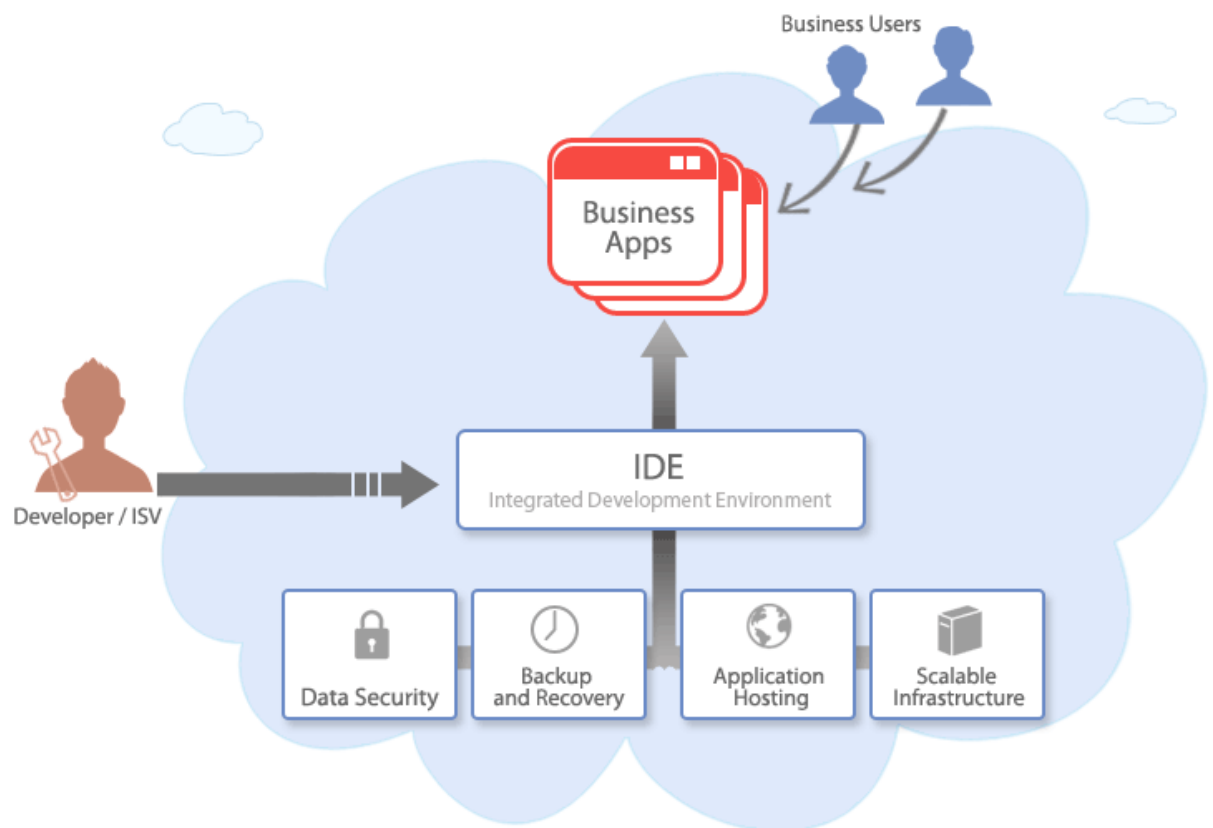 Business Users
Business
Apps
IDE
Integrated Development Environment
Developer / ISV
Data Security
Backup
and Recovery
Application
Hosting
Scalable
Infrastructure